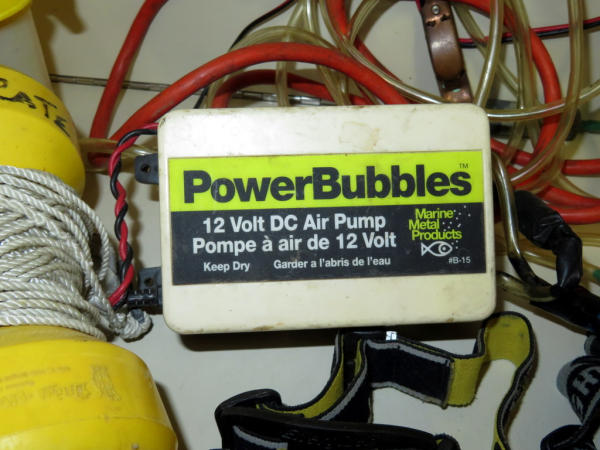 ATE
PowerBubbles™
12 Volt DC Air Pump
Pompe à air de 12 Volt
Marine
Metal
Products
Keep Dry
Garder a l'abris de l'eau
#B-15